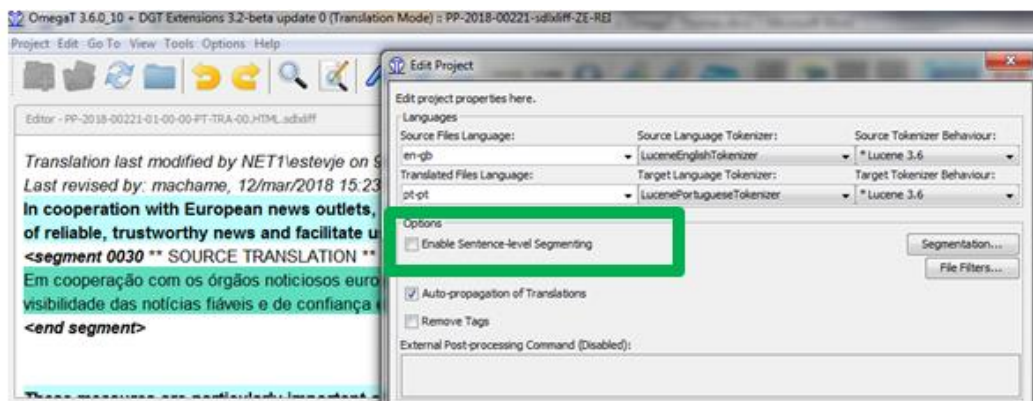 OmegaT 3.6.0_10 + DGT Extensions 3.2-beta update 0 (Translation Mode) :: PP-2018-00221-sdlxliff-ZE-REI
Project Edit Go To View Tools Options Help
Editor - PP-2018-00221-01-00-00-PT-TRA-00.HTML.sdlxliff
Translation last modified by NET1\estevje on 9
Last revised by: machame, 12/mar/2018 15:23
In cooperation with European news outlets,
of reliable, trustworthy news and facilitate u
<segment 0030 ** SOURCE TRANSLATION **
Em cooperação com os órgãos noticiosos euro
visibilidade das notícias fiáveis e de confiança
<end segment>
These measures are particularly important
Edit Project
Edit project properties here.
Languages
Source Files Language: Source Language Tokenizer: Source Tokenizer Behaviour:
en-gb LuceneEnglishTokenizer * Lucene 3.6
Translated Files Language: Target Language Tokenizer: Target Tokenizer Behaviour:
pt-pt LucenePortugueseTokenizer * Lucene 3.6
Options
Enable Sentence-level Segmenting Segmentation...
File Filters...
Auto-propagation of Translations
Remove Tags
External Post-processing Command (Disabled):